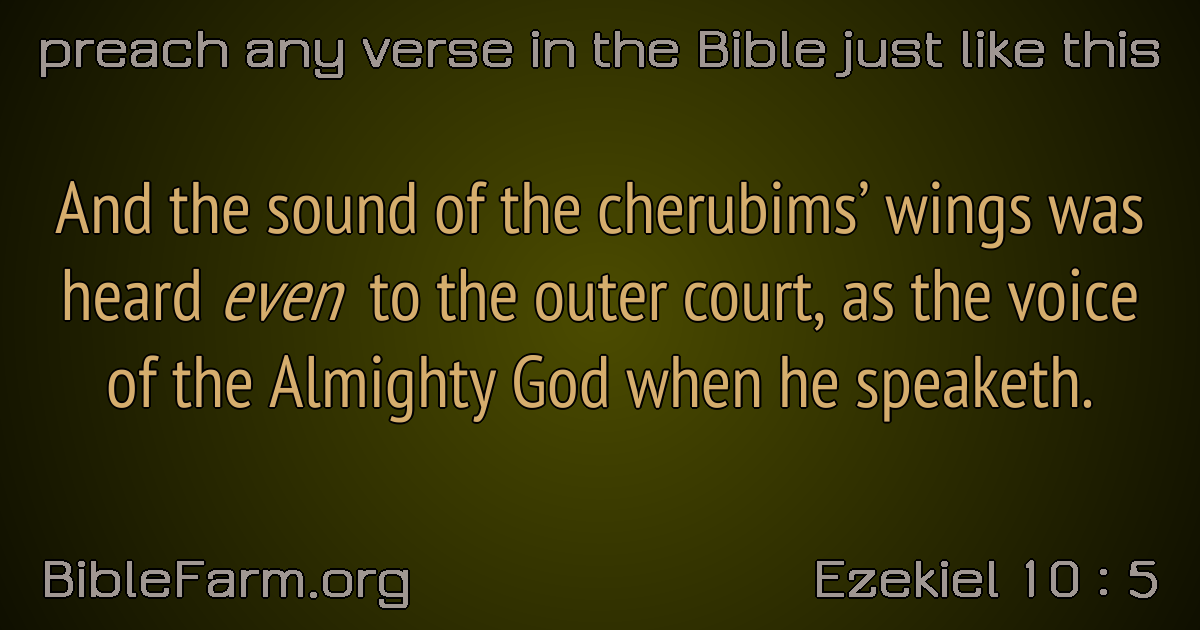 preach any verse in the Bible just like this
And the sound of the cherubims’ wings was
heard even to the outer court, as the voice
of the Almighty God when he speaketh.
BibleFarm.org
Ezekiel 10 : 5